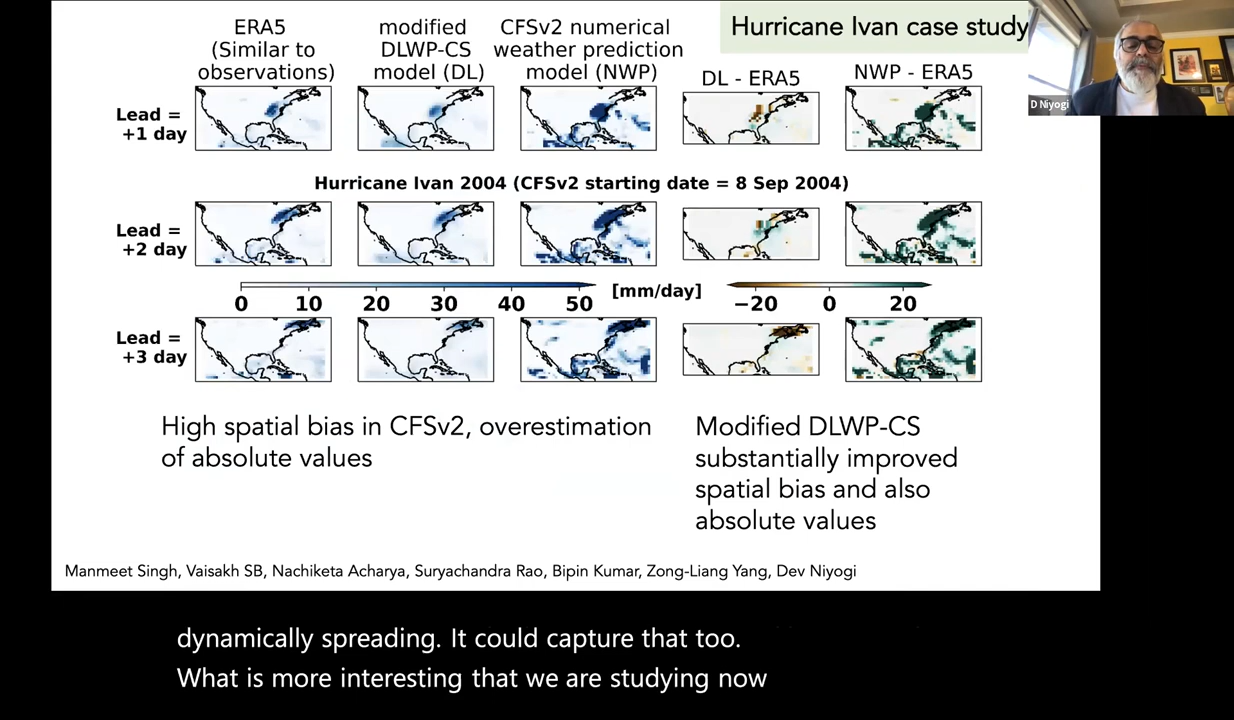 Hurricane Ivan case study
ERA5
(Similar to
observations)
modified
DLWP-CS
model (DL)
CFSv2 numerical
weather prediction
model (NWP)
DL - ERA5
NWP - ERA5
D Niyogi
Lead =
+1 day
Hurricane Ivan 2004 (CFSv2 starting date = 8 Sep 2004)
Lead =
+2 day
0 10 20 30 40 50 [mm/day] −20 0 20
Lead =
+3 day
High spatial bias in CFSv2, overestimation
of absolute values
Modified DLWP-CS
substantially improved
spatial bias and also
absolute values
Manmeet Singh, Vaisakh SB, Nachiketa Acharya, Suryachandra Rao, Bipin Kumar, Zong-Liang Yang, Dev Niyogi
dynamically spreading. It could capture that too.
What is more interesting that we are studying now